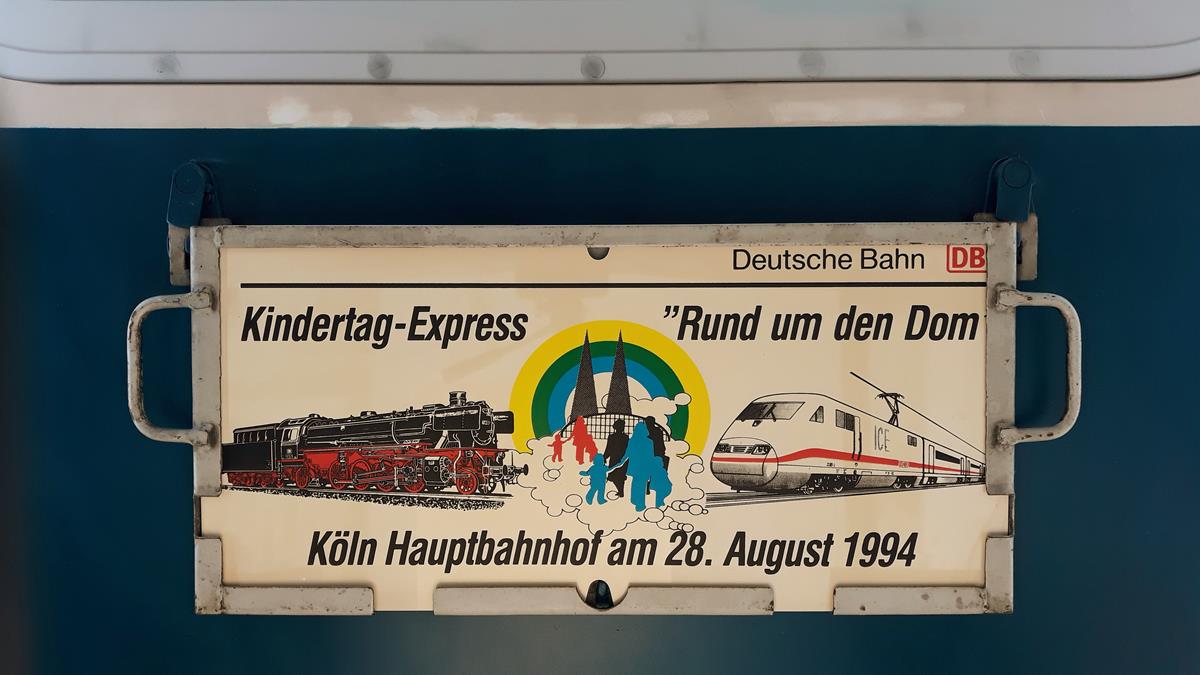 Deutsche Bahn DB
Kindertag-Express "Rund um den Dom
ICE
Köln Hauptbahnhof am 28. August 1994